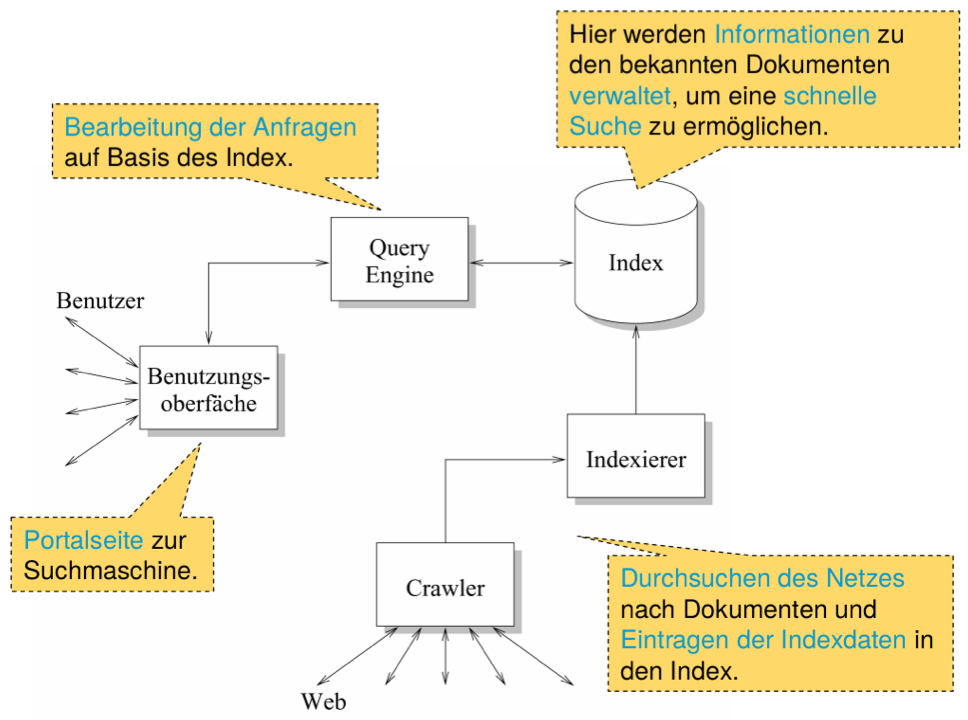 Hier werden Informationen zu
den bekannten Dokumenten
verwaltet, um eine schnelle
Suche zu ermöglichen.
Bearbeitung der Anfragen
auf Basis des Index.
Query
Engine
Index
Benutzer
Benutzungs-
oberfäche
Indexierer
Portalseite zur
Suchmaschine.
Crawler
Durchsuchen des Netzes
nach Dokumenten und
Eintragen der Indexdaten in
den Index.
Web